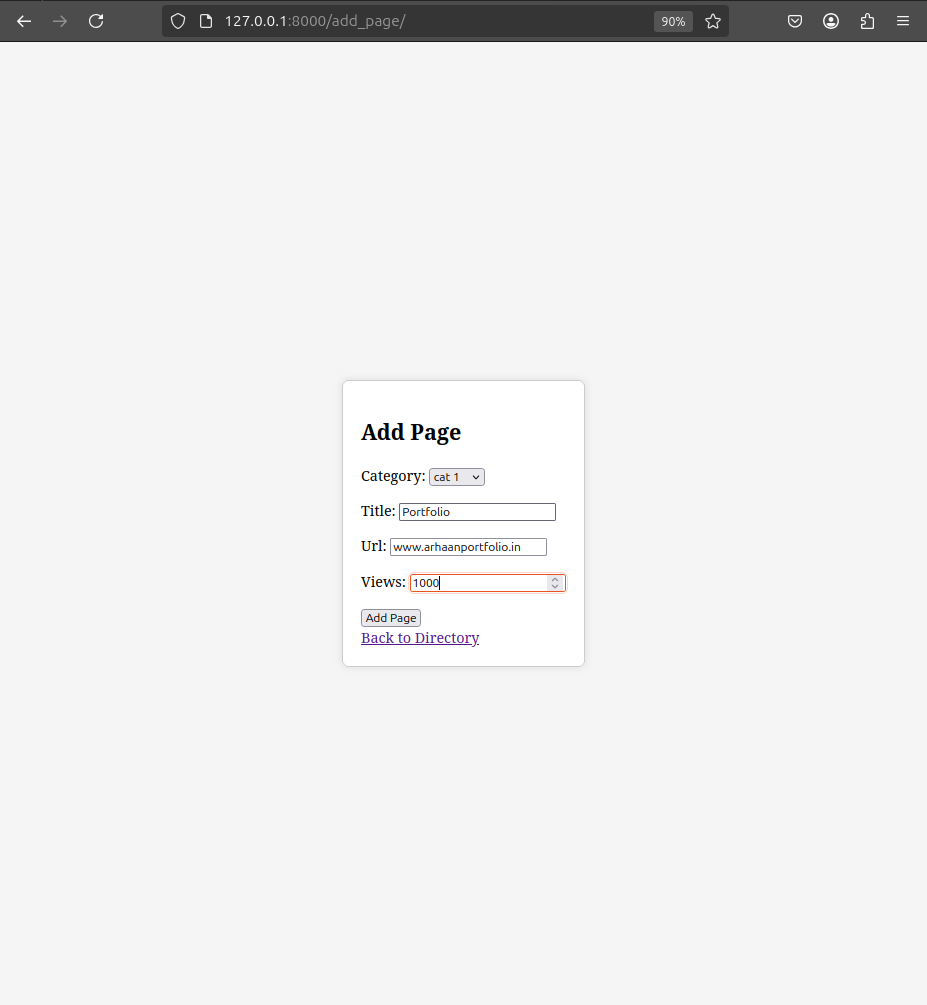 127.0.0.1:8000/add_page/
90%
Add Page
Category: cat 1
Title: Portfolio
Url: www.arhaanportfolio.in
Views: 1000
Add Page
Back to Directory